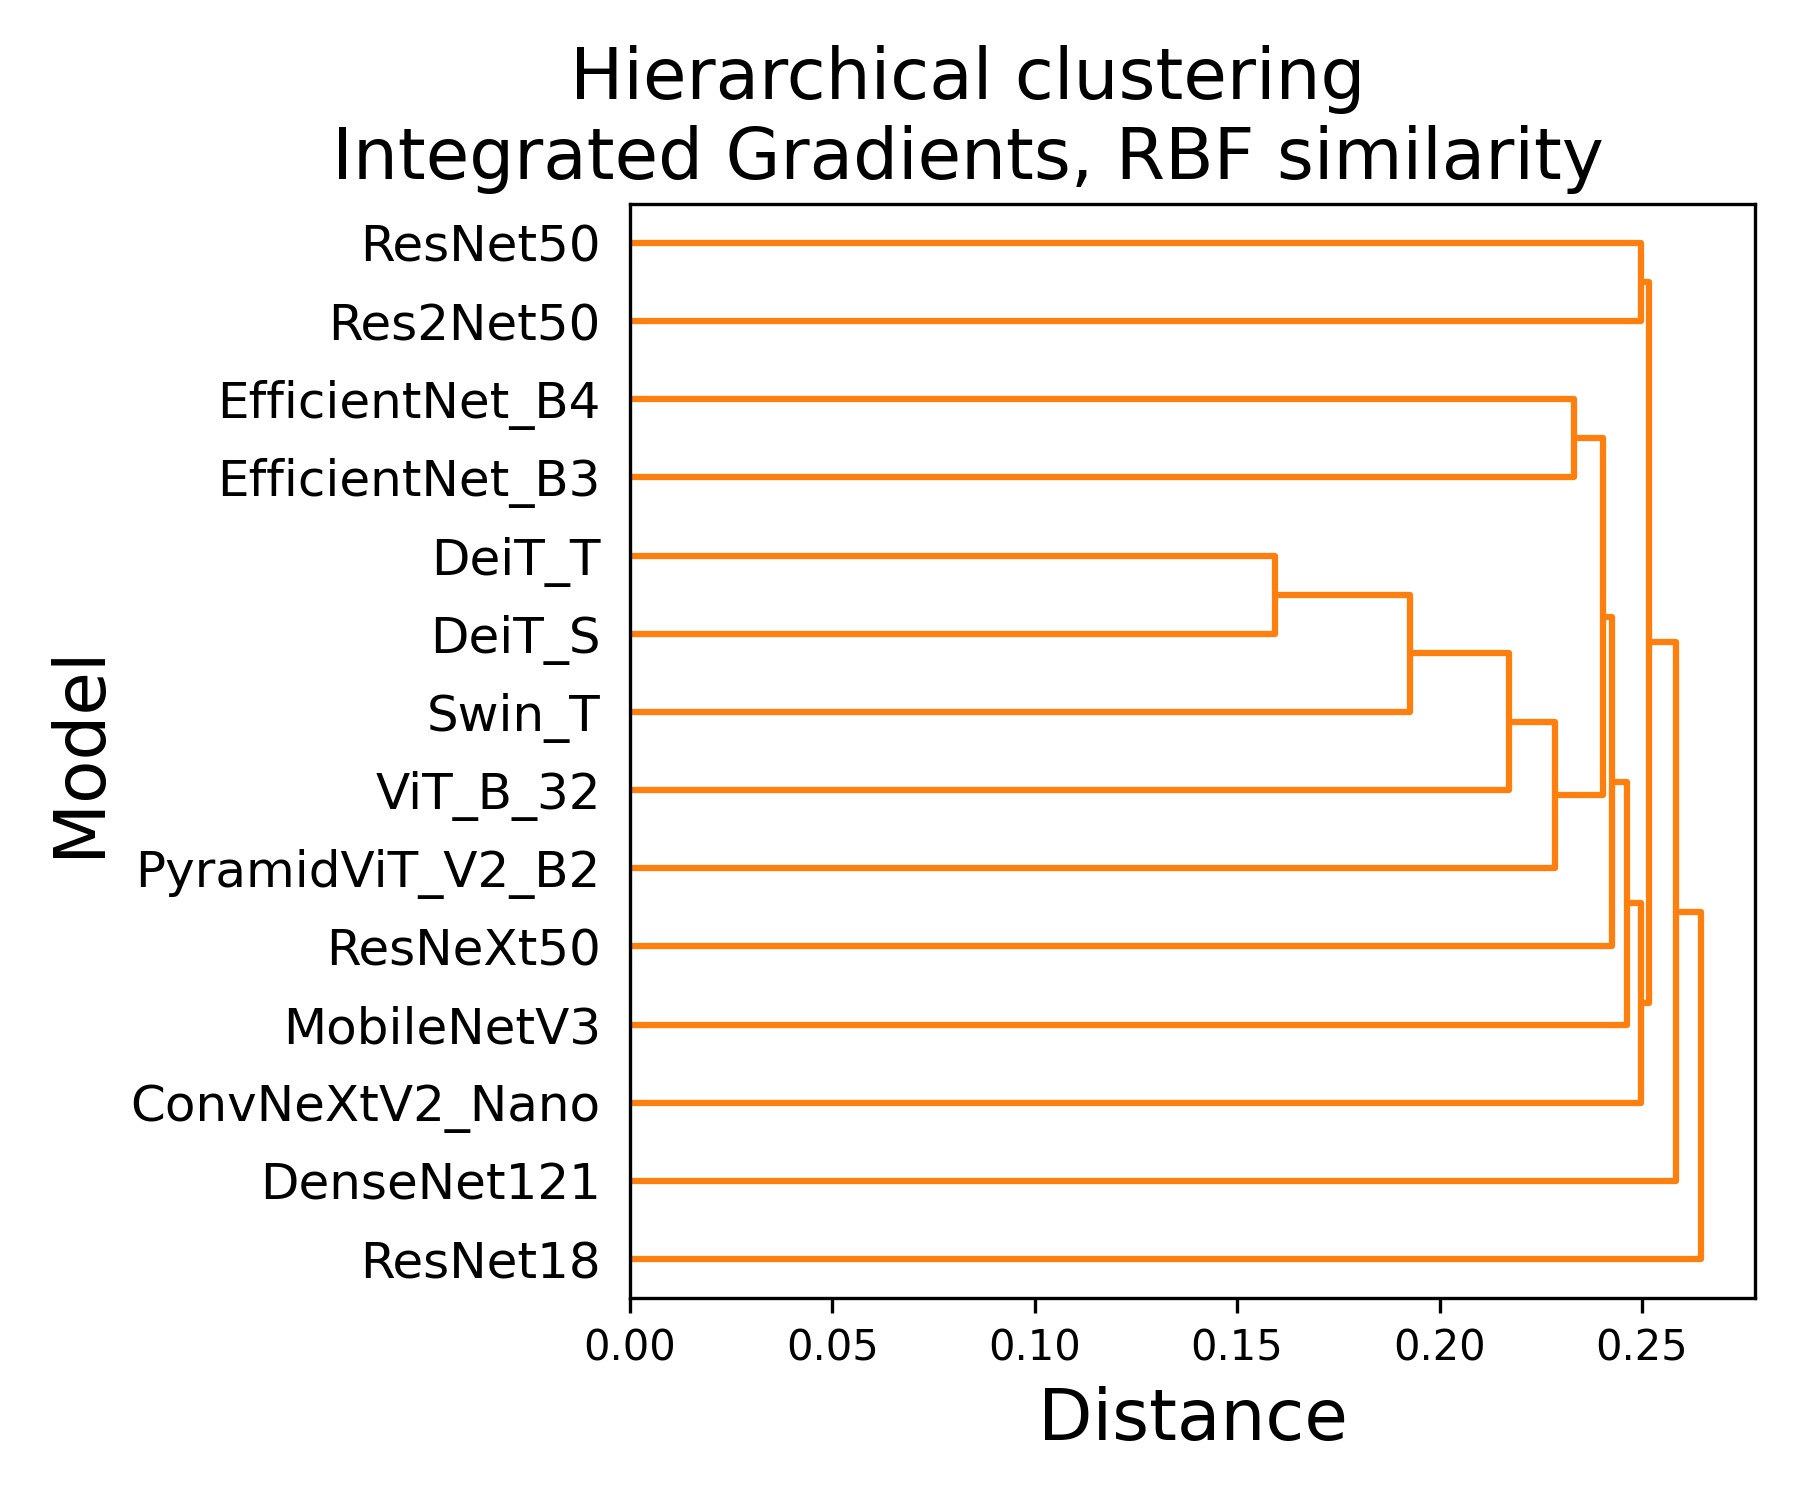 Hierarchical clustering
Integrated Gradients, RBF similarity
ResNet50
Res2Net50
EfficientNet_B4
EfficientNet_B3
DeiT_T
DeiT_S
Swin_T
ViT_B_32
PyramidViT_V2_B2
ResNeXt50
MobileNetV3
ConvNeXtV2_Nano
DenseNet121
ResNet18
Model
0.00 0.05 0.10 0.15 0.20 0.25
Distance